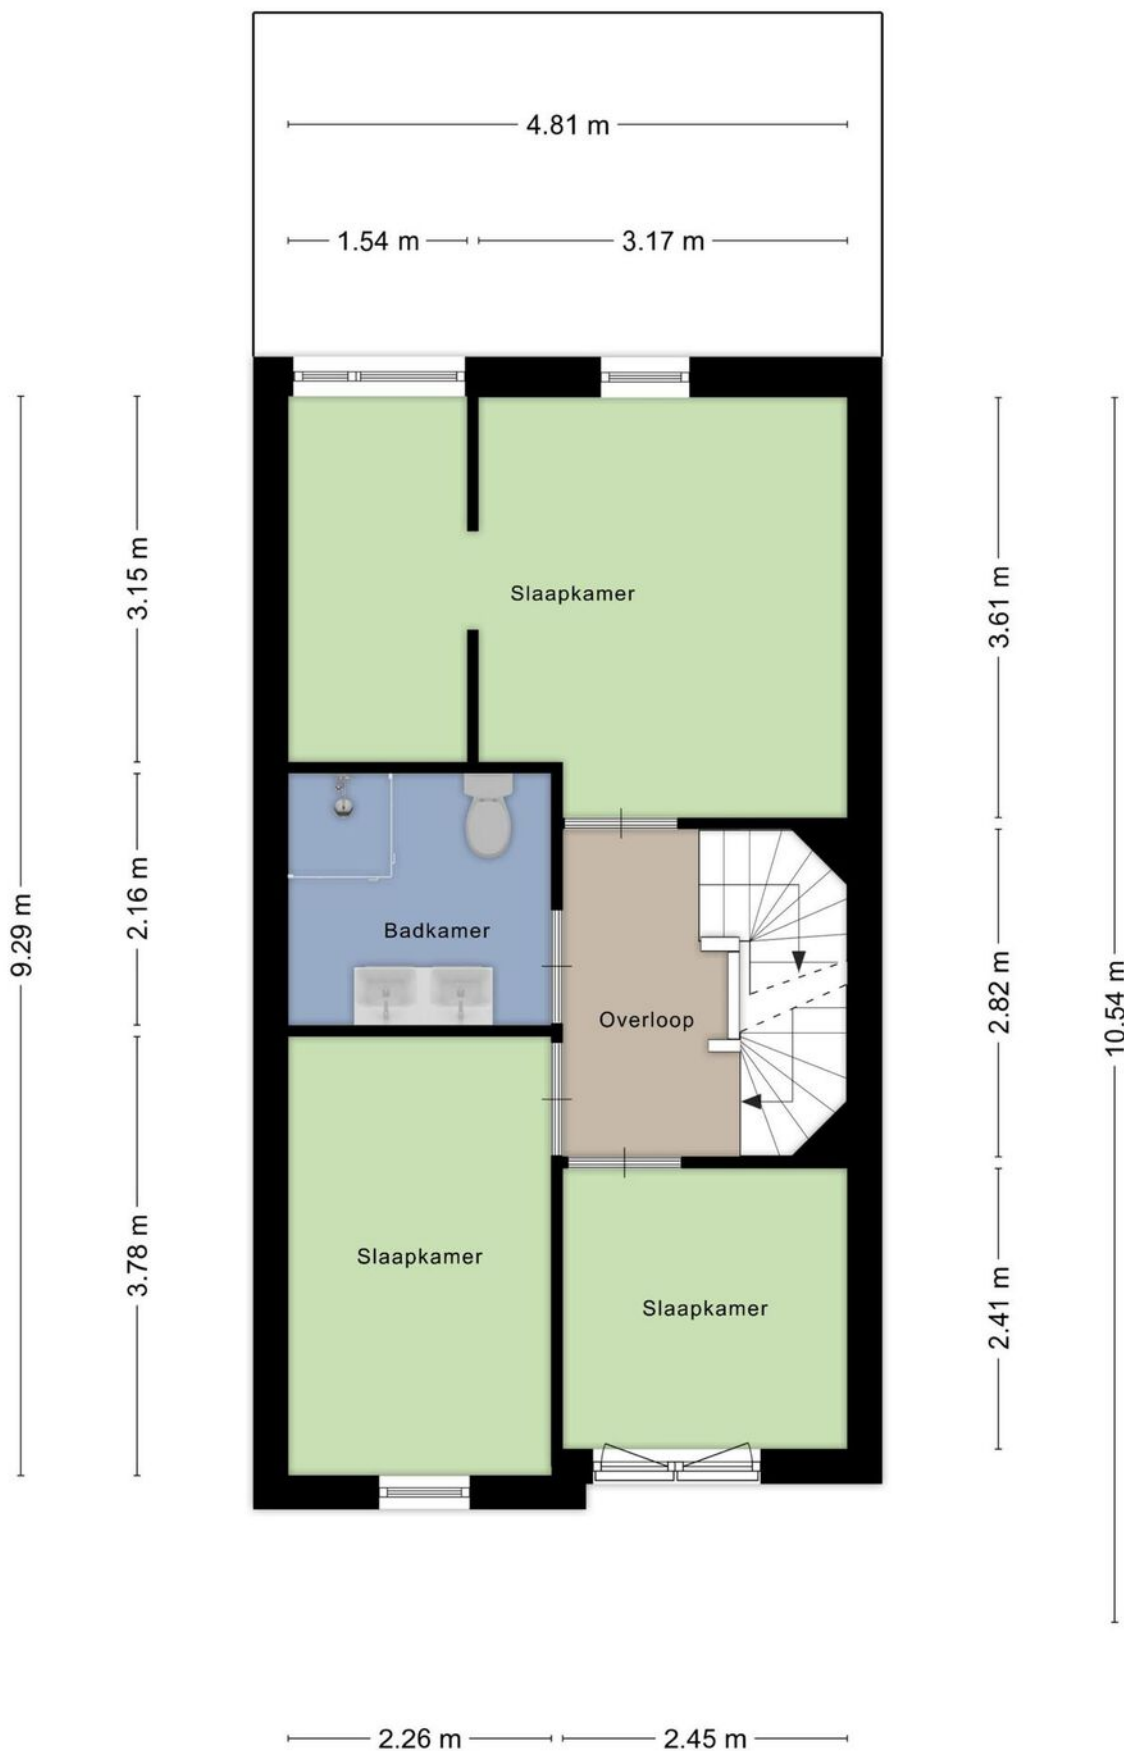 4.81 m
1.54 m
3.17 m
3.15 m
3.61 m
Slaapkamer
9.29 m
2.16 m
Badkamer
2.82 m
10.54 m
Overloop
3.78 m
Slaapkamer
Slaapkamer
2.41 m
2.26 m
2.45 m